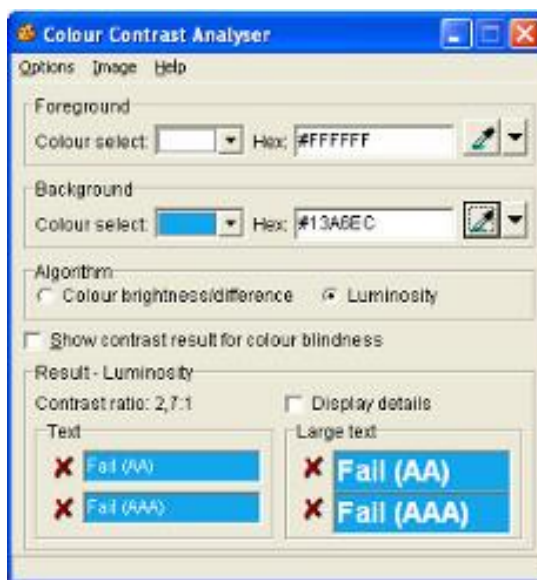 Colour Contrast Analyser
Options Image Help
Foreground
Colour select: Hex: #FFFFFF
Background
Colour select: Hex: #13A6EC
Algorithm
Colour brightness/difference Luminosity
Show contrast result for colour blindness
Result - Luminosity
Contrast ratio: 2,7:1 Display details
Text Large text
Fail (AA) Fail (AA)
Fail (AAA) Fail (AAA)